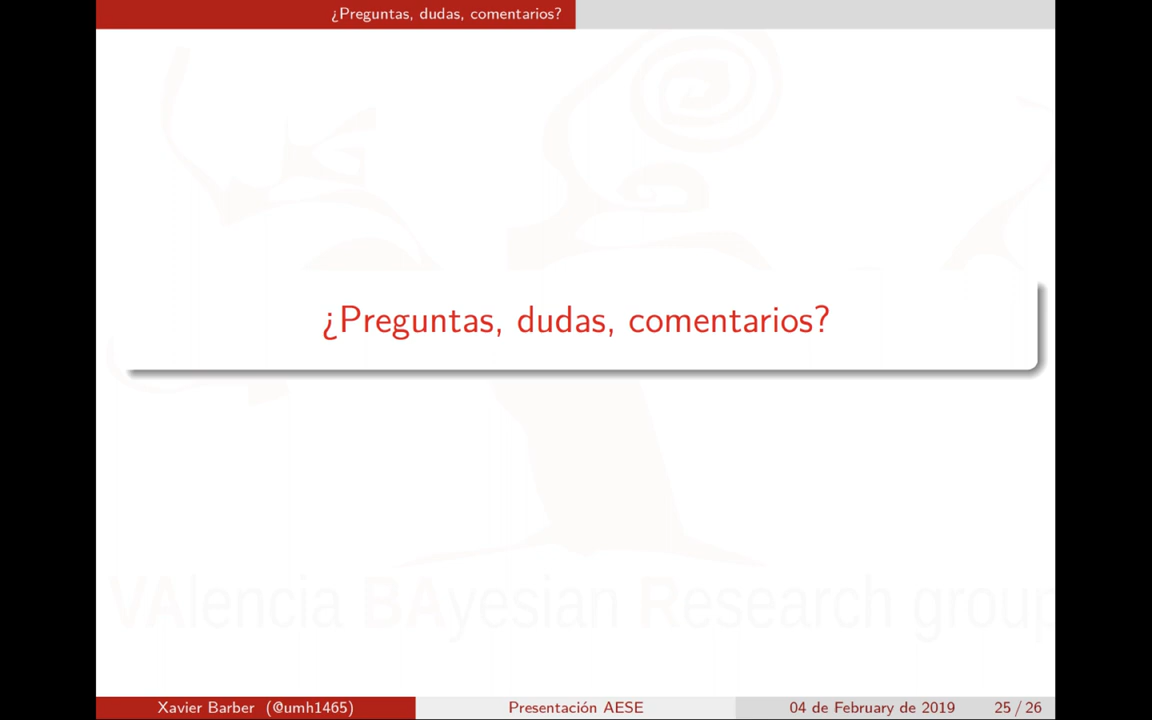 ¿Preguntas, dudas, comentarios?
¿Preguntas, dudas, comentarios?
VAlencia BAyesian Research group
Xavier Barber (@umh1465) Presentación AESE 04 de February de 2019 25 / 26